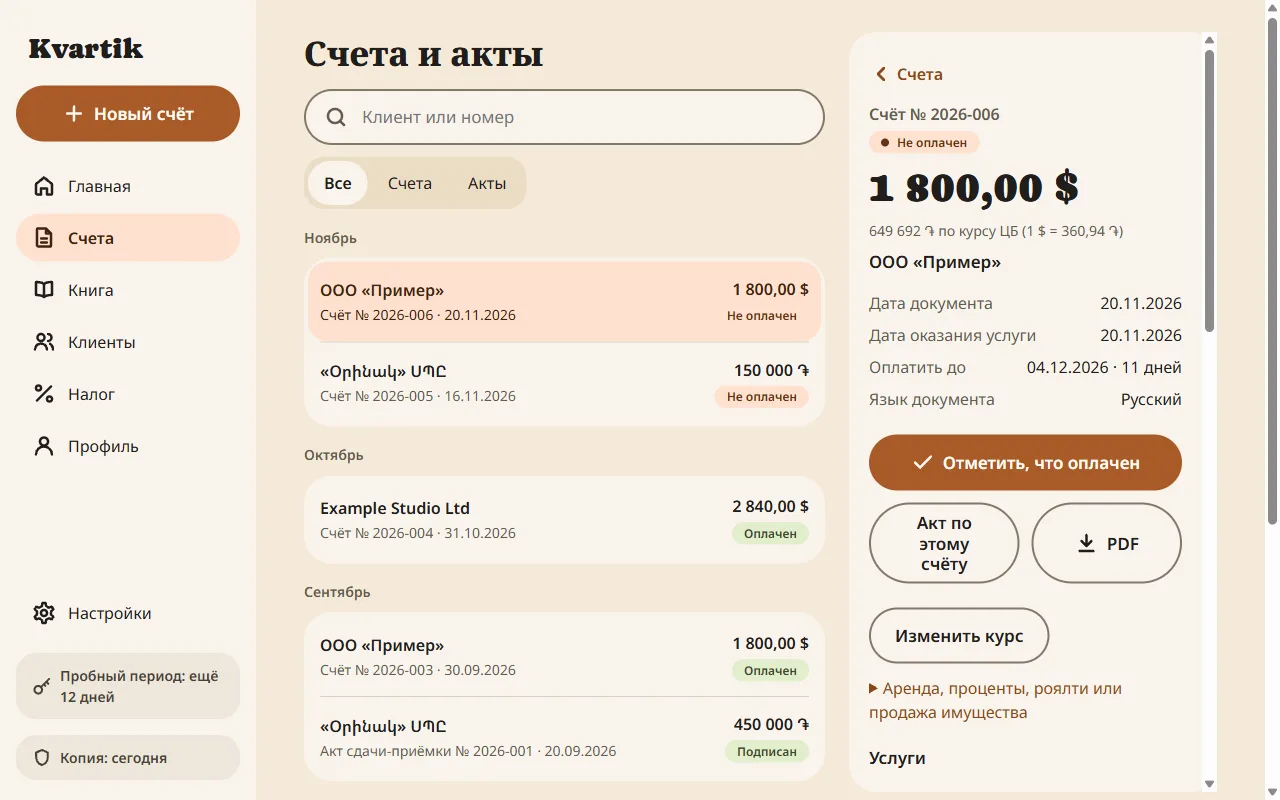 Kvartik
Новый счёт
Главная
Счета
Книга
Клиенты
Налог
Профиль
Настройки
Пробный период: ещё
12 дней
Копия: сегодня
Счета и акты
Клиент или номер
Все Счета Акты
Ноябрь
ООО «Пример» 1 800,00 $
Счёт № 2026-006 · 20.11.2026 Не оплачен
«Օրինակ» ՍՊԸ 150 000 ֏
Счёт № 2026-005 · 16.11.2026 Не оплачен
Октябрь
Example Studio Ltd 2 840,00 $
Счёт № 2026-004 · 31.10.2026 Оплачен
Сентябрь
ООО «Пример» 1 800,00 $
Счёт № 2026-003 · 30.09.2026 Оплачен
«Օրինակ» ՍՊԸ 450 000 ֏
Акт сдачи-приёмки № 2026-001 · 20.09.2026 Подписан
Счета
Счёт № 2026-006
Не оплачен
1 800,00 $
649 692 ֏ по курсу ЦБ (1 $ = 360,94 ֏)
ООО «Пример»
Дата документа 20.11.2026
Дата оказания услуги 20.11.2026
Оплатить до 04.12.2026 · 11 дней
Язык документа Русский
Отметить, что оплачен
Акт по
этому
счёту
PDF
Изменить курс
Аренда, проценты, роялти или
продажа имущества
Услуги